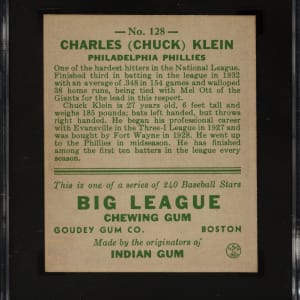 — No. 128 —
CHARLES (CHUCK) KLEIN
PHILADELPHIA PHILLIES
One of the hardest hitters in the National League.
Finished third in batting in the league in 1932
with an average of .348 in 154 games and walloped
38 home runs, being tied with Mel Ott of the
Giants for the lead in this respect.
Chuck Klein is 27 years old, 6 feet tall and
weighs 185 pounds; bats left handed, but throws
right handed. He began his professional career
with Evansville in the Three-I League in 1927 and
was bought by Fort Wayne in 1928. He went up
to the Phillies in midseason. He has finished
among the first ten batters in the league every
season.
This is one of a series of 240 Baseball Stars
BIG LEAGUE
CHEWING GUM
GOUDEY GUM CO. BOSTON
Made by the originators of
INDIAN GUM